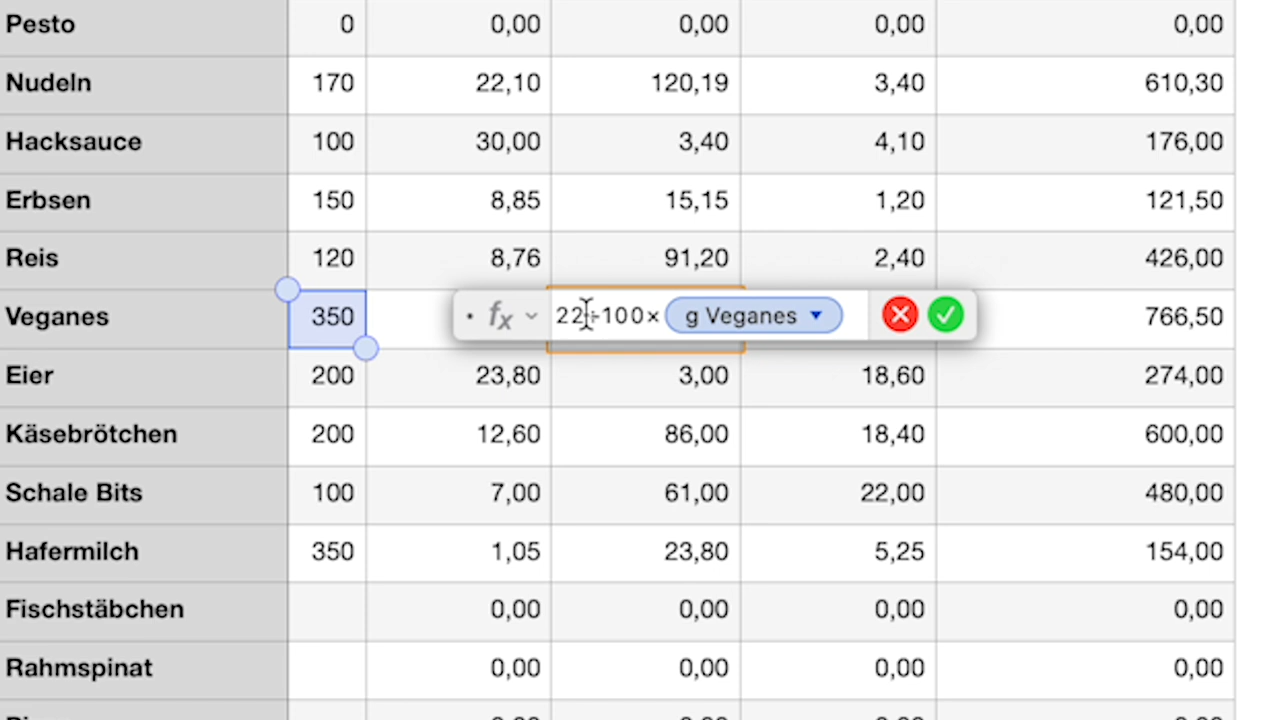 Pesto 0 0,00 0,00 0,00 0,00
Nudeln 170 22,10 120,19 3,40 610,30
Hacksauce 100 30,00 3,40 4,10 176,00
Erbsen 150 8,85 15,15 1,20 121,50
Reis 120 8,76 91,20 2,40 426,00
Veganes 350 fx 22÷100× g Veganes 766,50
Eier 200 23,80 3,00 18,60 274,00
Käsebrötchen 200 12,60 86,00 18,40 600,00
Schale Bits 100 7,00 61,00 22,00 480,00
Hafermilch 350 1,05 23,80 5,25 154,00
Fischstäbchen 0,00 0,00 0,00 0,00
Rahmspinat 0,00 0,00 0,00 0,00